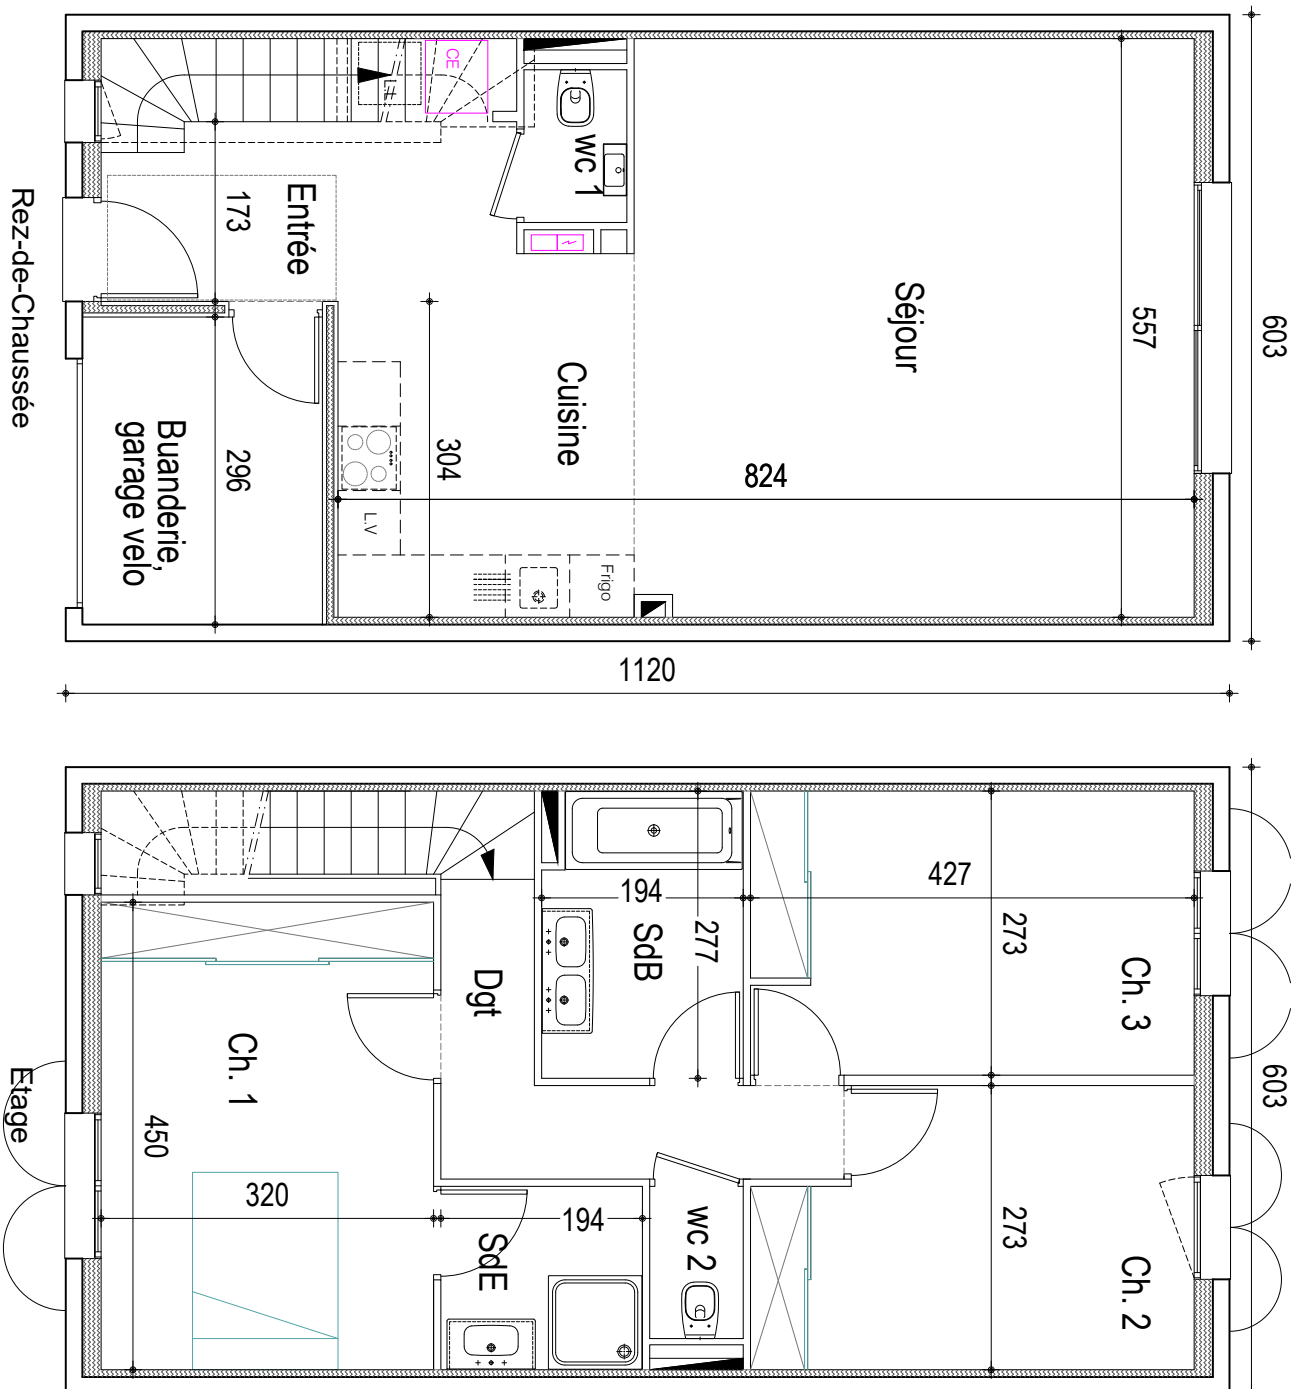 CE
LT
WC 1
Entrée
173
Rez-de-Chaussée
Séjour
557
603
Cuisine
304
824
296
Buanderie,
garage velo
L.V
Frigo
1120
194
427
SdB
277
273
Ch. 3
Dgt
Ch. 1
603
Etage
450
320
194
SdE
wc 2
273
Ch. 2